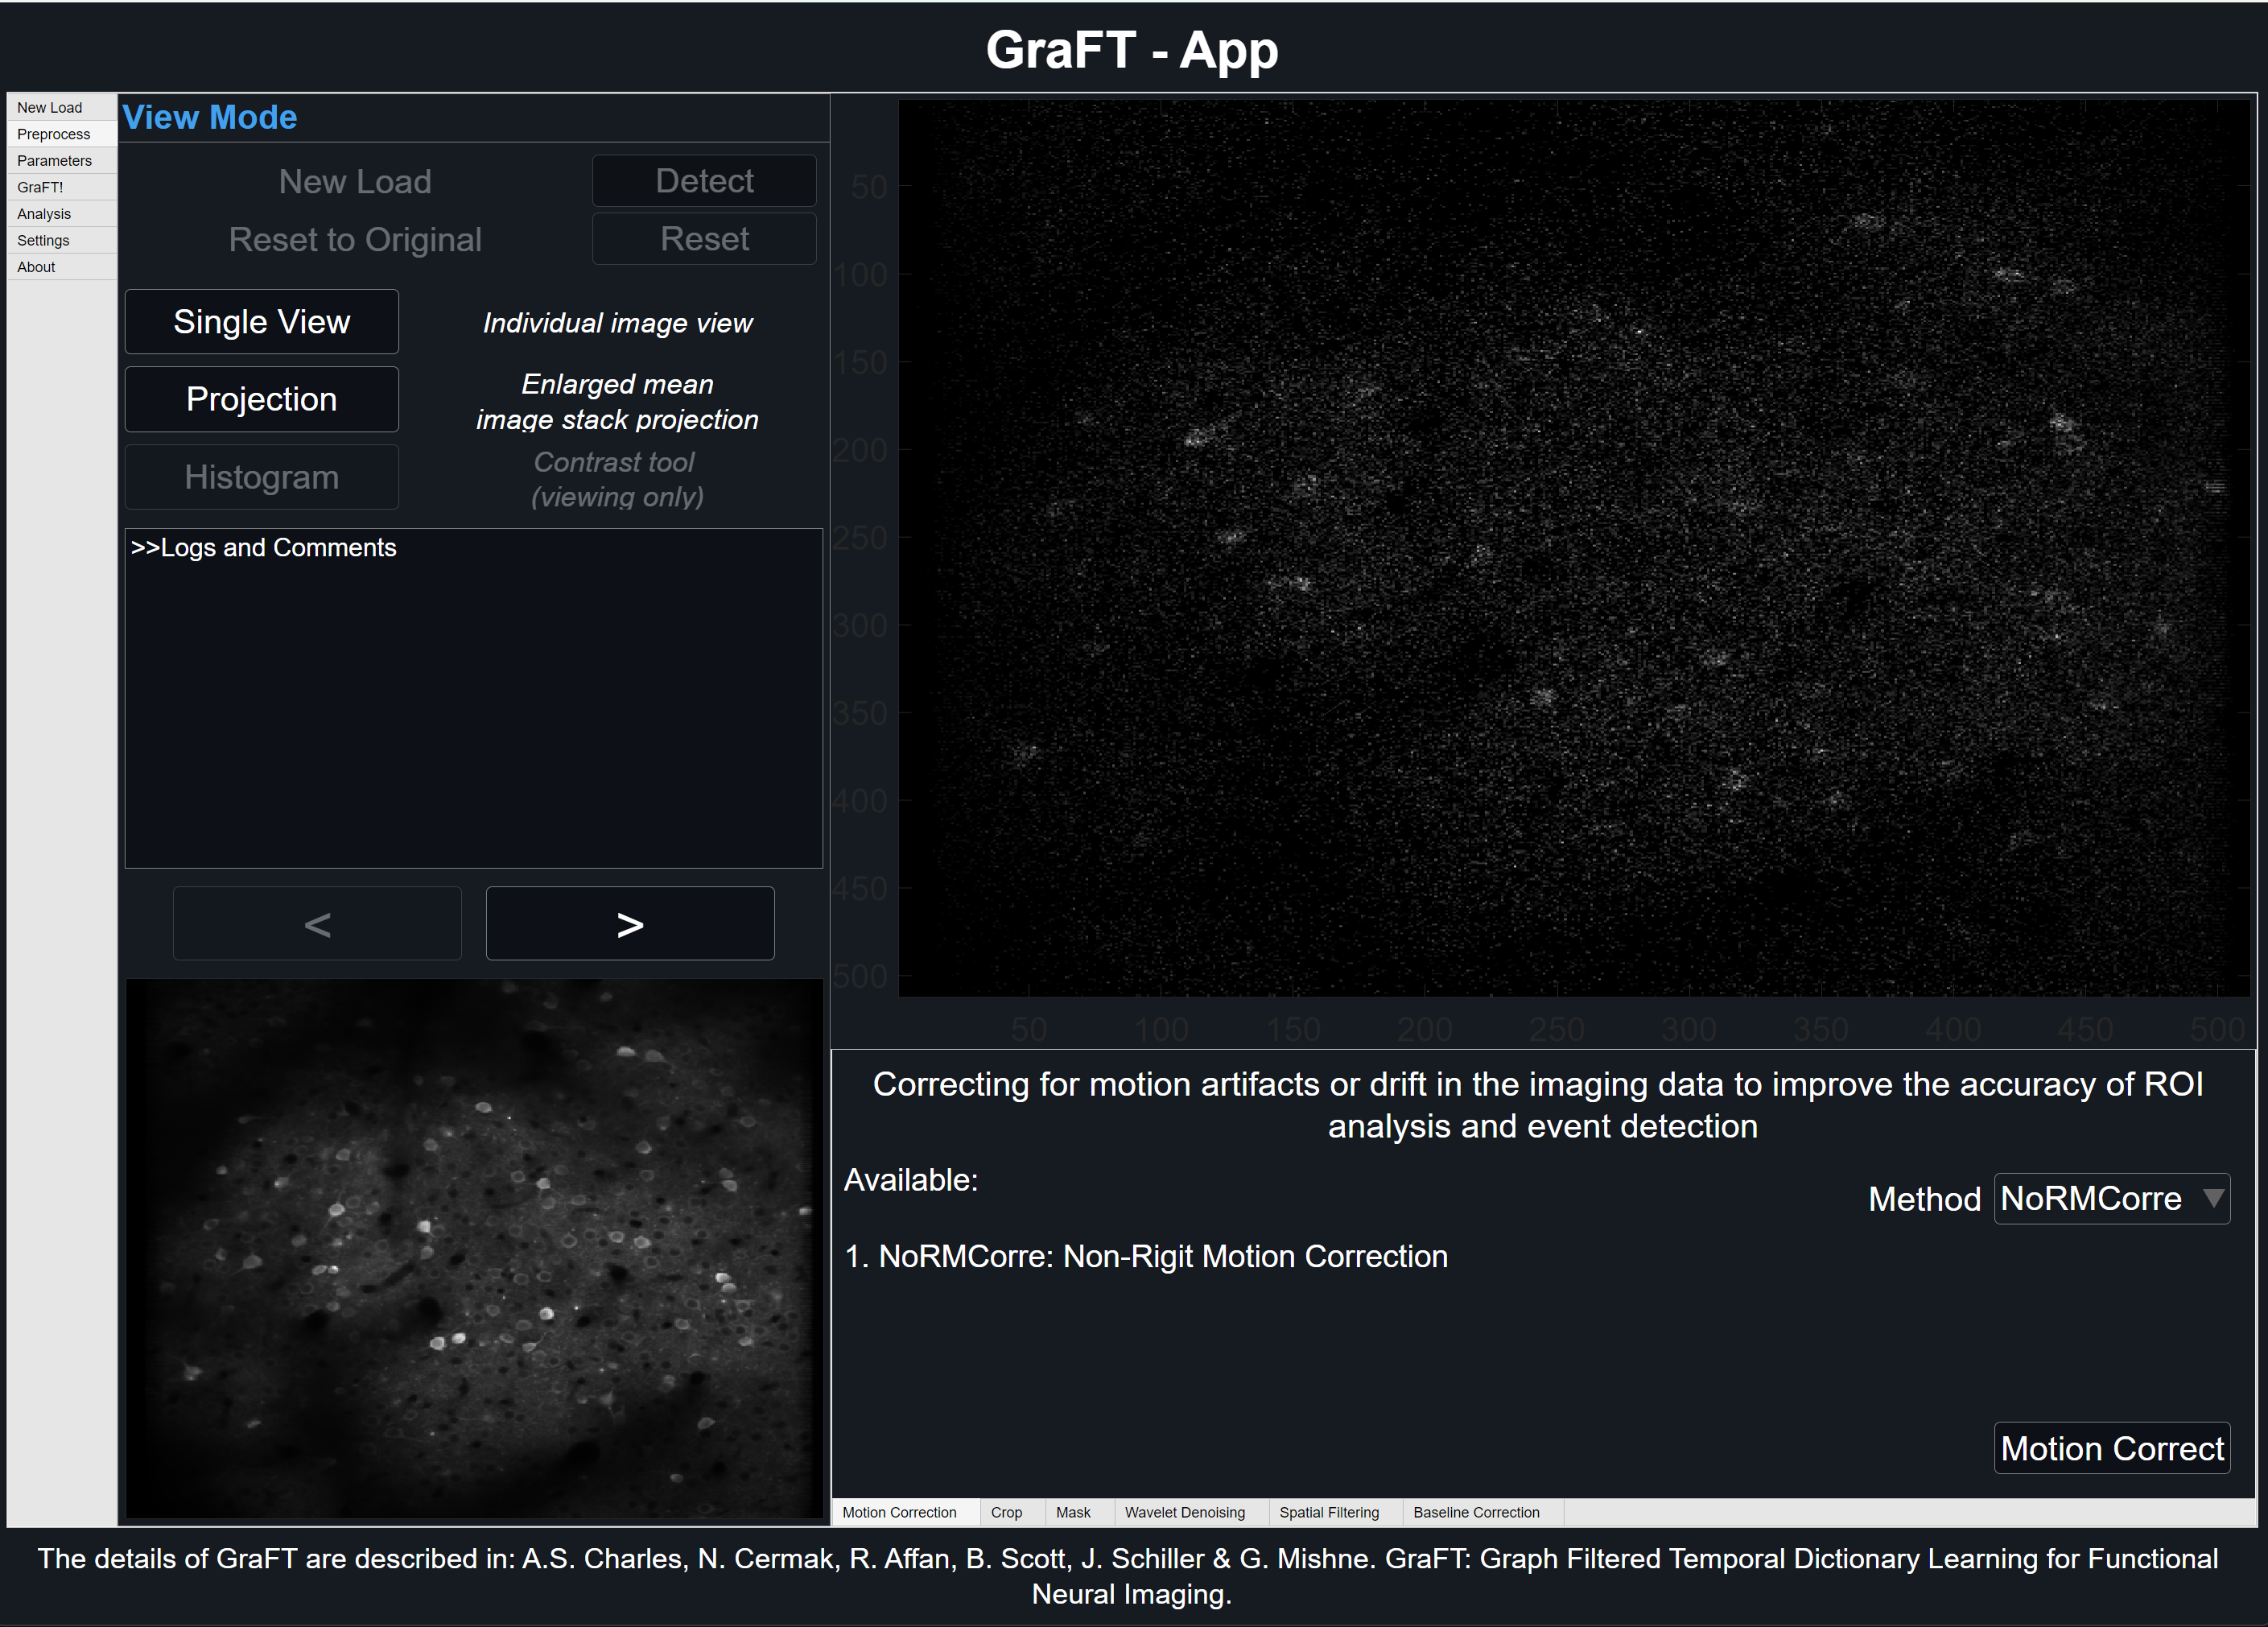 GraFT - App
New Load
Preprocess
Parameters
GraFT!
Analysis
Settings
About
View Mode
New Load
Detect
Reset to Original
Reset
Single View
Individual image view
Projection
Enlarged mean
image stack projection
Histogram
Contrast tool
(viewing only)
>>Logs and Comments
<
>
50
100
150
200
250
300
350
400
450
500
50 100 150 200 250 300 350 400 450 500
Correcting for motion artifacts or drift in the imaging data to improve the accuracy of ROI
analysis and event detection
Available:
Method NoRMCorre
1. NoRMCorre: Non-Rigit Motion Correction
Motion Correct
Motion Correction Crop Mask Wavelet Denoising Spatial Filtering Baseline Correction
The details of GraFT are described in: A.S. Charles, N. Cermak, R. Affan, B. Scott, J. Schiller & G. Mishne. GraFT: Graph Filtered Temporal Dictionary Learning for Functional
Neural Imaging.